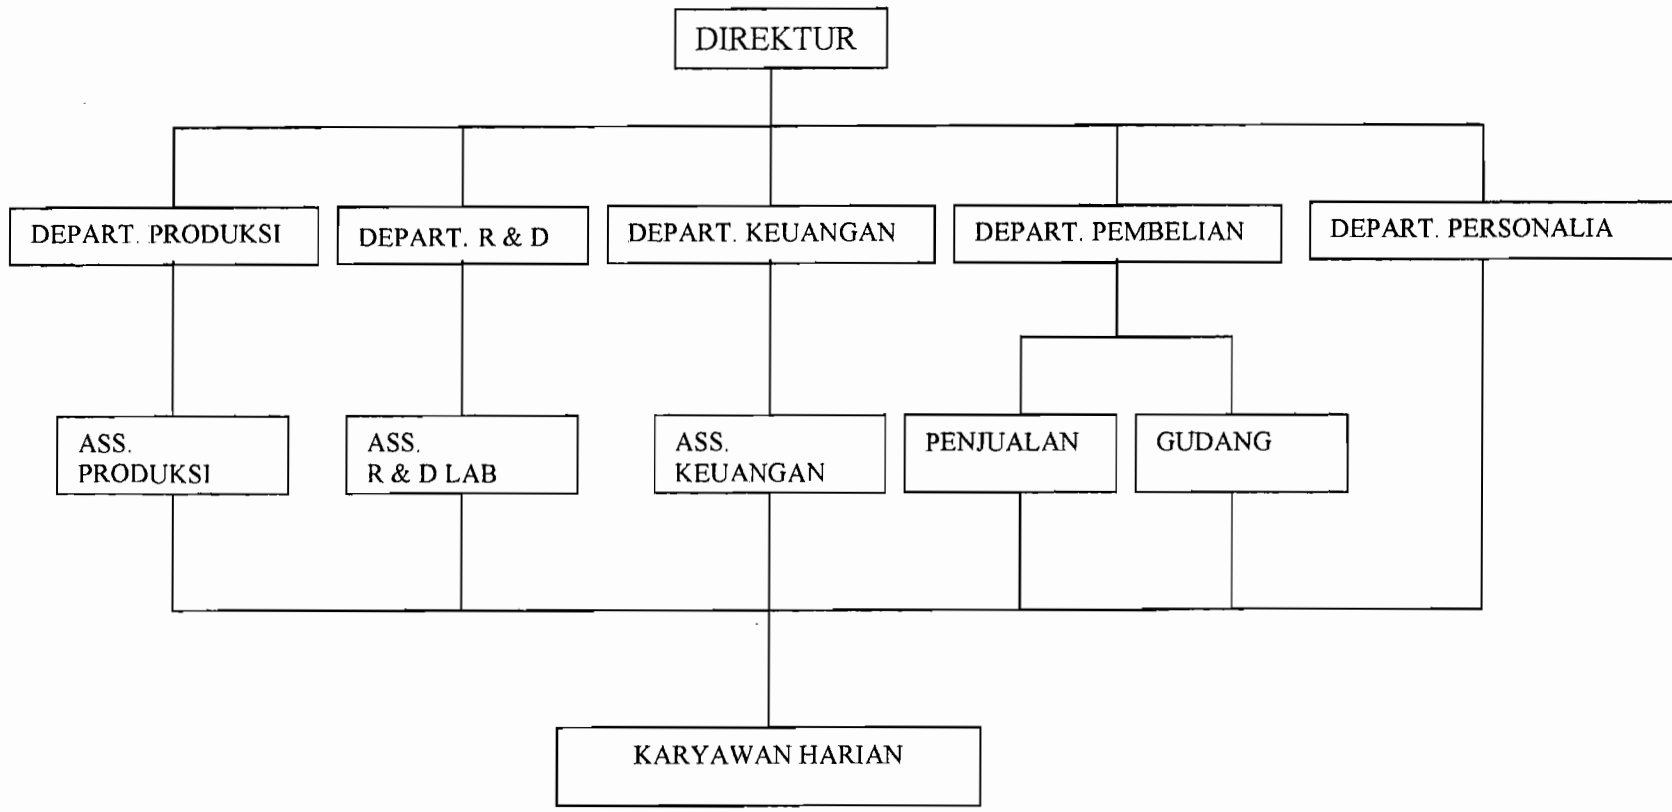 DIREKTUR
DEPART. PRODUKSI
DEPART. R & D
DEPART. KEUANGAN
DEPART. PEMBELIAN
DEPART. PERSONALIA
ASS.
PRODUKSI
ASS.
R & D LAB
ASS.
KEUANGAN
PENJUALAN
GUDANG
KARYAWAN HARIAN